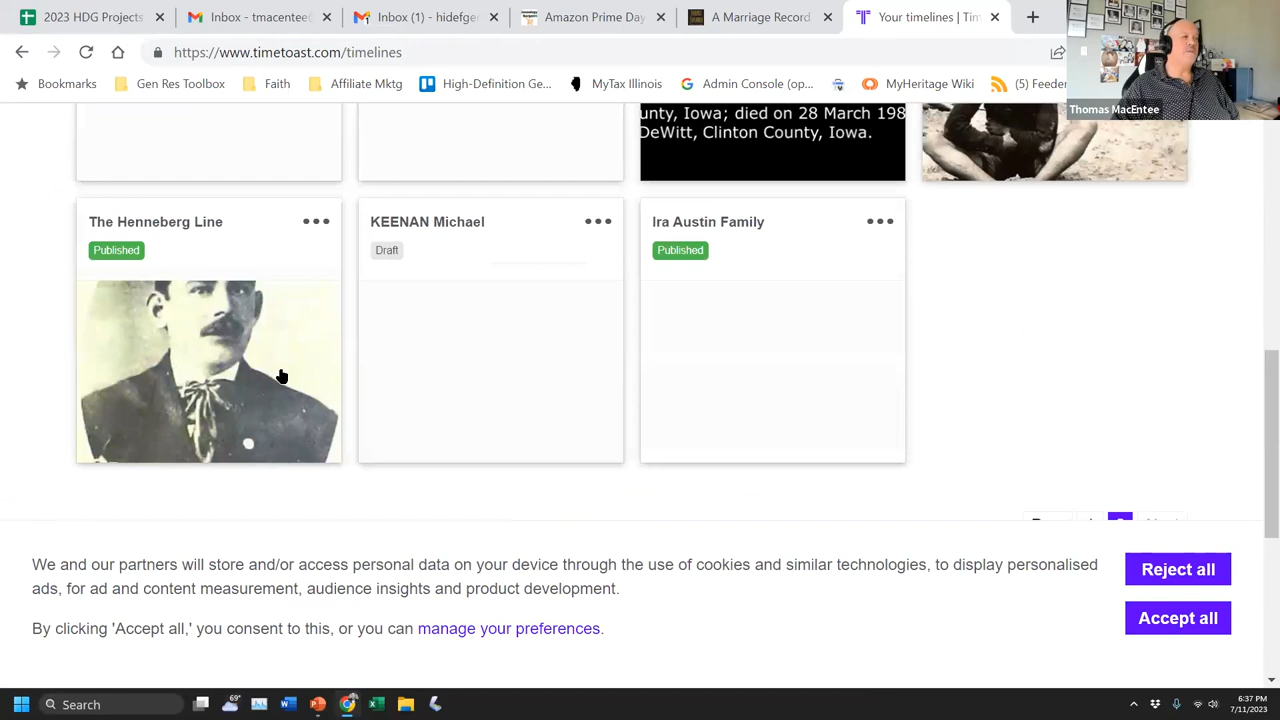 2023 HDG Projects
Inbox - tmacentee
Inbox (1) hidefger
Amazon Prime Day
A Marriage Record
Your timelines | Tim
https://www.timetoast.com/timelines
Bookmarks
Gen Res Toolbox
Faith
Affiliate Mktg
High-Definition Ge...
MyTax Illinois
Admin Console (op...
MyHeritage Wiki
(5) Feeder
Thomas MacEntee
unty, Iowa; died on 28 March 198
DeWitt, Clinton County, Iowa.
The Henneberg Line
Published
KEENAN Michael
Draft
Ira Austin Family
Published
We and our partners will store and/or access personal data on your device through the use of cookies and similar technologies, to display personalised
ads, for ad and content measurement, audience insights and product development.
By clicking 'Accept all,' you consent to this, or you can manage your preferences.
Reject all
Accept all
Search
69°
6:37 PM
7/11/2023